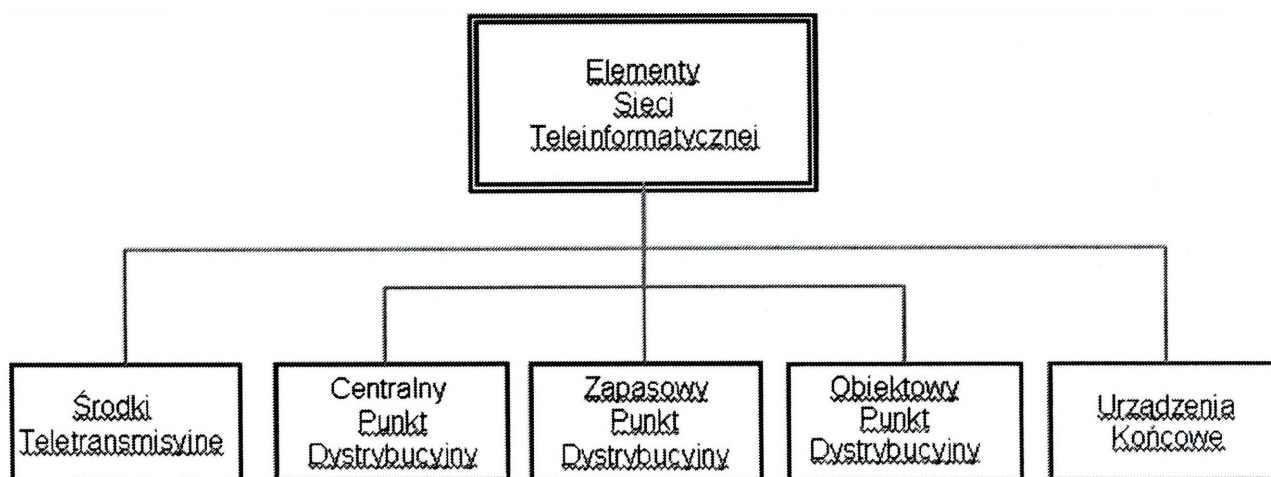 Elementy
Sieci
Teleinformatycznej
Środki
Teletransmisyjne
Centralny
Punkt
Dystrybucyjny
Zapasowy
Punkt
Dystrybucyjny
Obiektowy
Punkt
Dystrybucyjny
Urządzenia
Końcowe